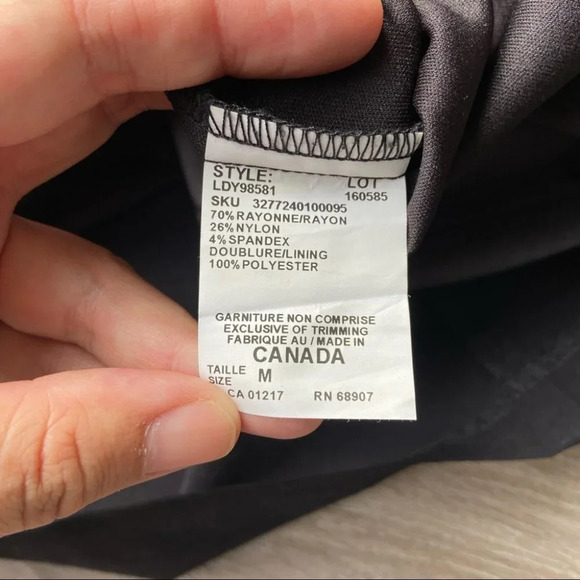 STYLE: LOT
LDY98581 160585
SKU 3277240100095
70%RAYONNE/RAYON
26%NYLON
4%SPANDEX
DOUBLURE/LINING
100%POLYESTER
GARNITURE NON COMPRISE
EXCLUSIVE OF TRIMMING
FABRIQUE AU / MADE IN
CANADA
TAILLE
SIZE M
CA 01217 RN 68907